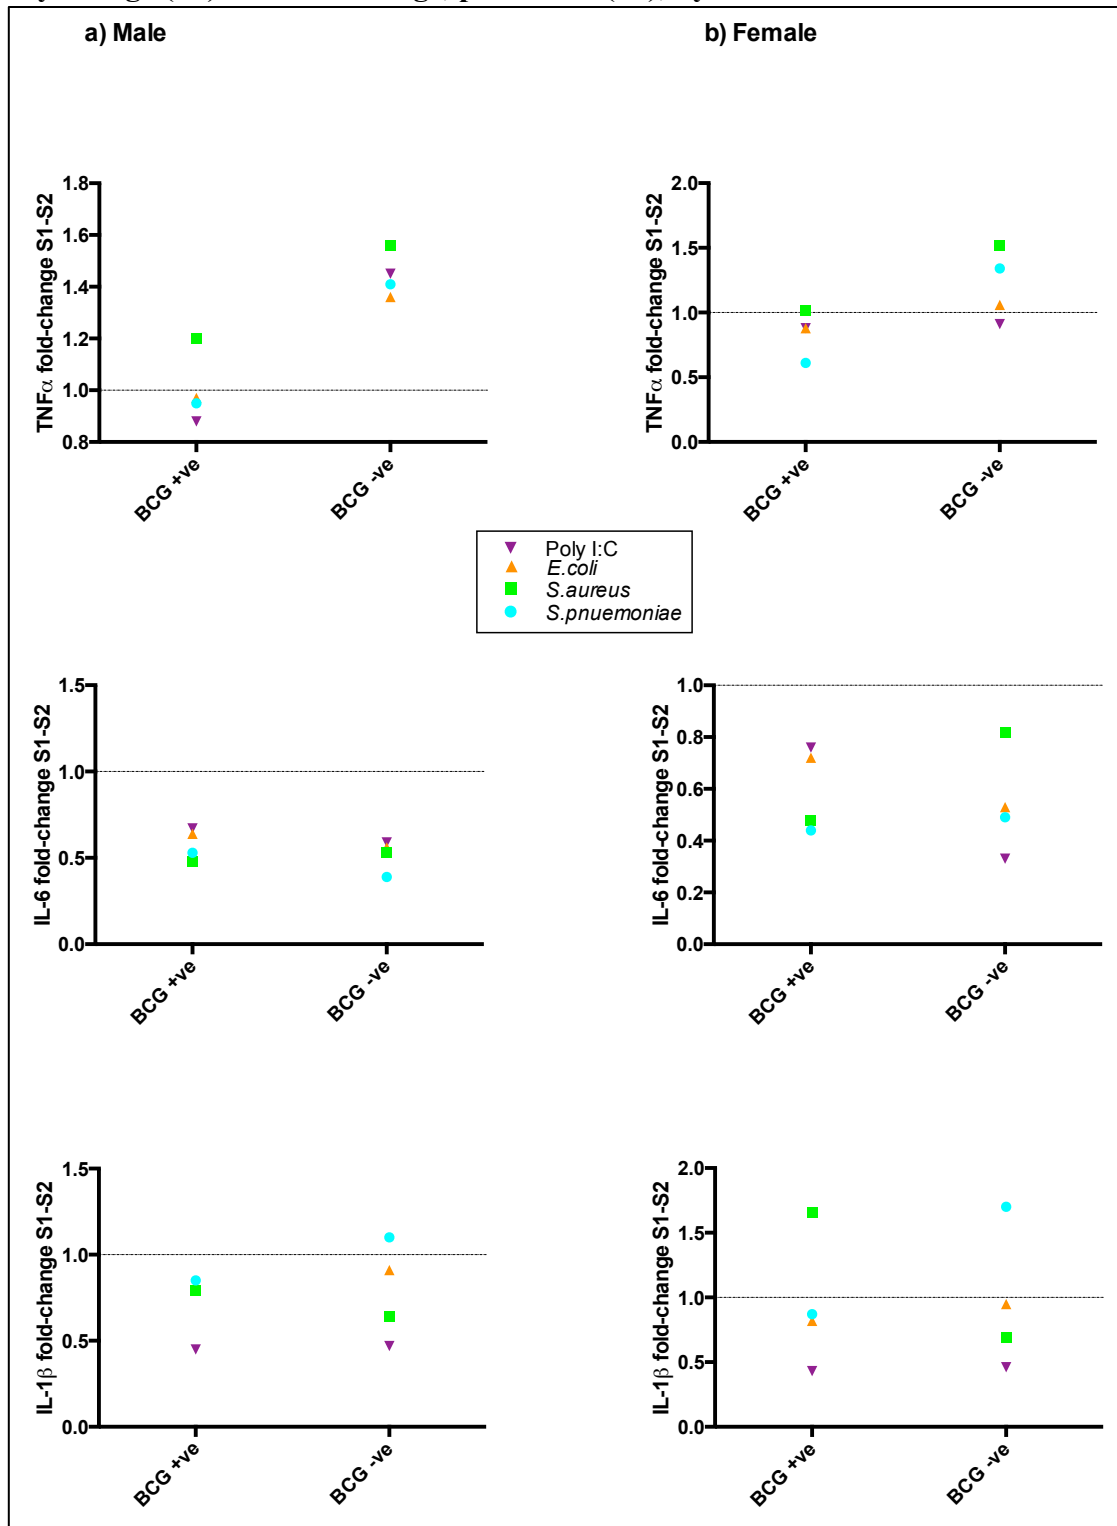 a) Male
b) Female
TNFα fold-change S1-S2
1.8
1.6
1.4
1.2
1.0
0.8
BCG +ve
BCG -ve
TNFα fold-change S1-S2
2.0
1.5
1.0
0.5
0.0
BCG +ve
BCG -ve
Poly I:C
E.coli
S.aureus
S.pnuemoniae
IL-6 fold-change S1-S2
1.5
1.0
0.5
0.0
BCG +ve
BCG -ve
IL-6 fold-change S1-S2
1.0
0.8
0.6
0.4
0.2
0.0
BCG +ve
BCG -ve
IL-1β fold-change S1-S2
1.5
1.0
0.5
0.0
BCG +ve
BCG -ve
IL-1β fold-change S1-S2
2.0
1.5
1.0
0.5
0.0
BCG +ve
BCG -ve